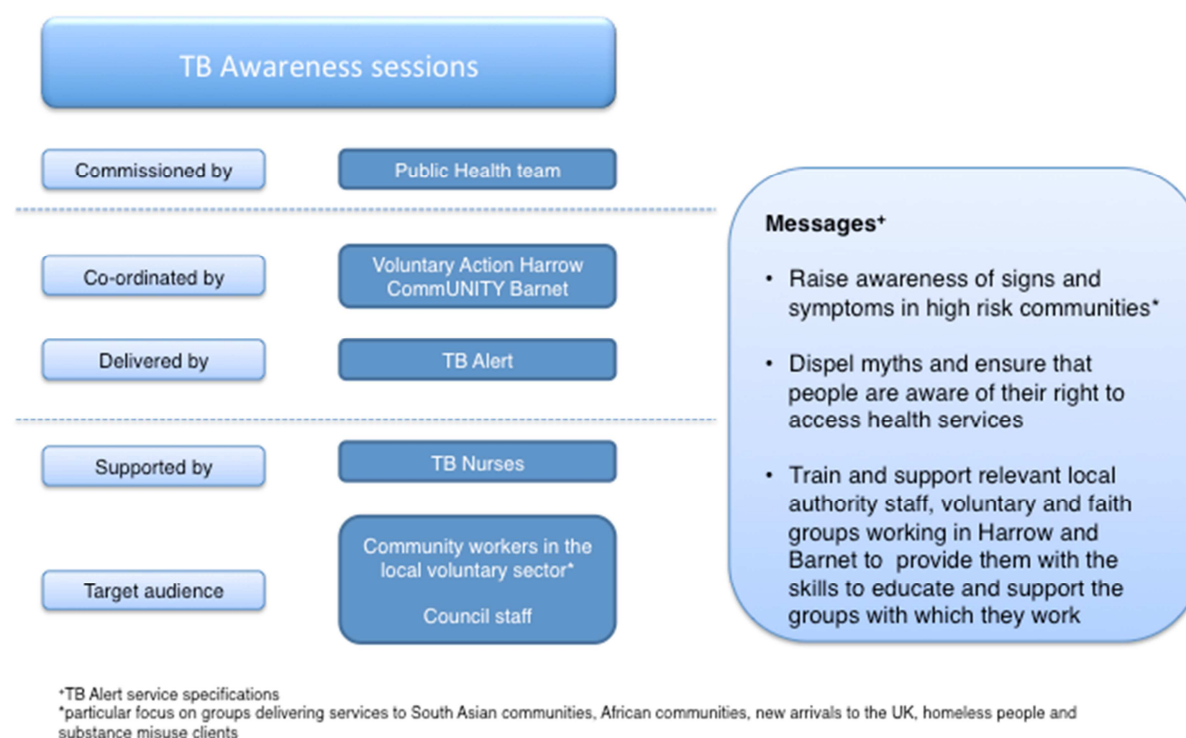 TB Awareness sessions
Commissioned by
Public Health team
Co-ordinated by
Voluntary Action Harrow
CommUNITY Barnet
Delivered by
TB Alert
Supported by
TB Nurses
Target audience
Community workers in the
local voluntary sector*
Council staff
Messages⁺
• Raise awareness of signs and
symptoms in high risk communities*
• Dispel myths and ensure that
people are aware of their right to
access health services
• Train and support relevant local
authority staff, voluntary and faith
groups working in Harrow and
Barnet to provide them with the
skills to educate and support the
groups with which they work
⁺TB Alert service specifications
*particular focus on groups delivering services to South Asian communities, African communities, new arrivals to the UK, homeless people and
substance misuse clients